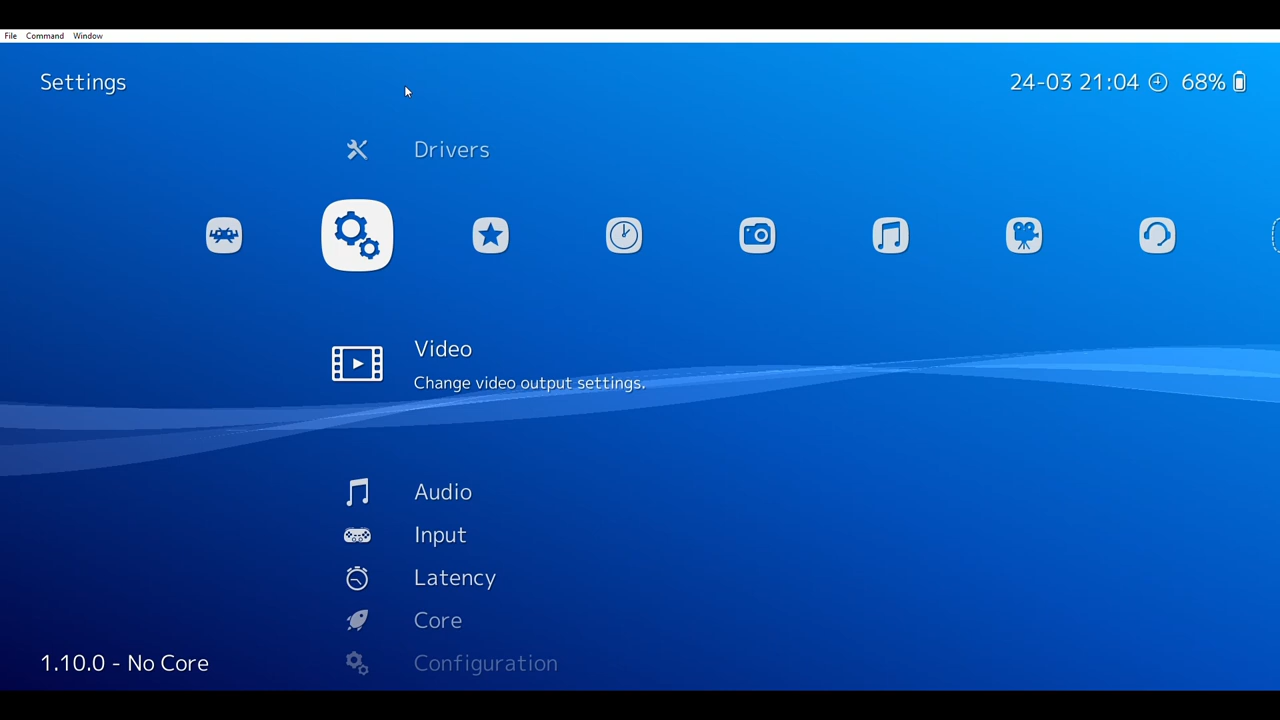 File Command Window
Settings
24-03 21:04 68%
Drivers
Video
Change video output settings.
Audio
Input
Latency
Core
Configuration
1.10.0 - No Core